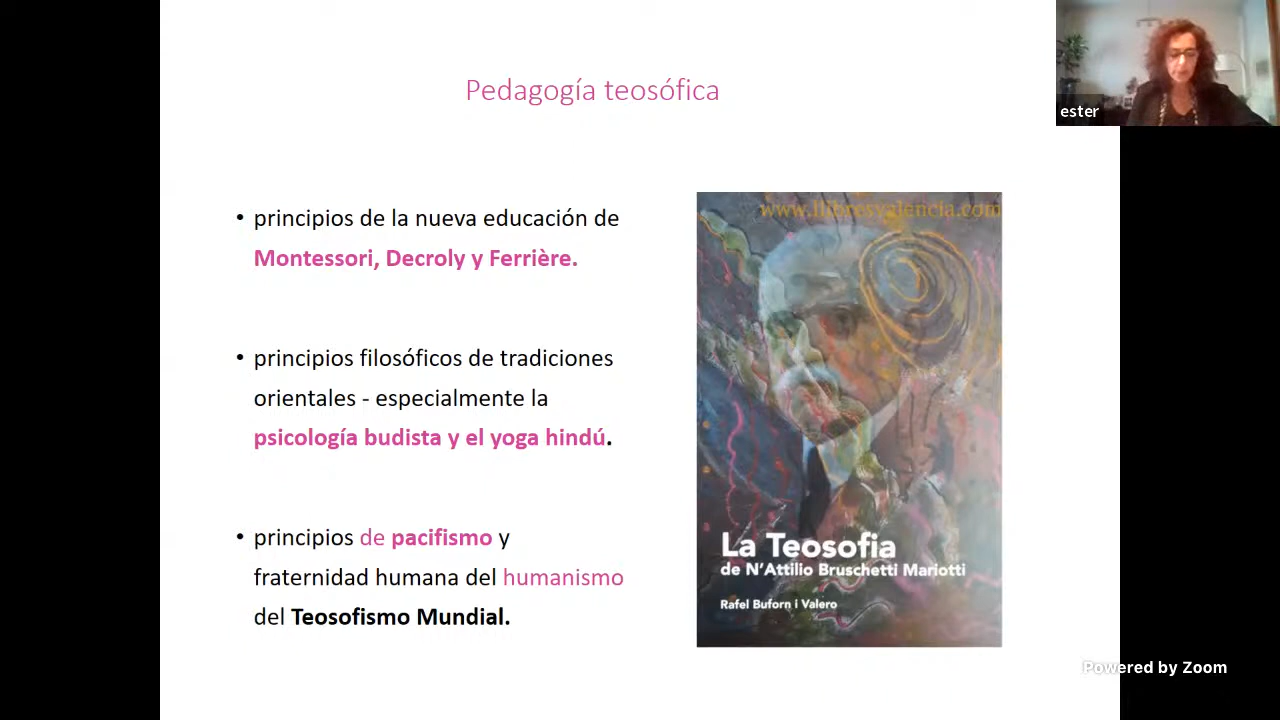 Pedagogía teosófica
ester
• principios de la nueva educación de
Montessori, Decroly y Ferrière.
• principios filosóficos de tradiciones
orientales - especialmente la
psicología budista y el yoga hindú.
• principios de pacifismo y
fraternidad humana del humanismo
del Teosofismo Mundial.
www.llibresvalencia.com
La Teosofia
de N'Attilio Bruschetti Mariotti
Rafel Buforn i Valero
Powered by Zoom